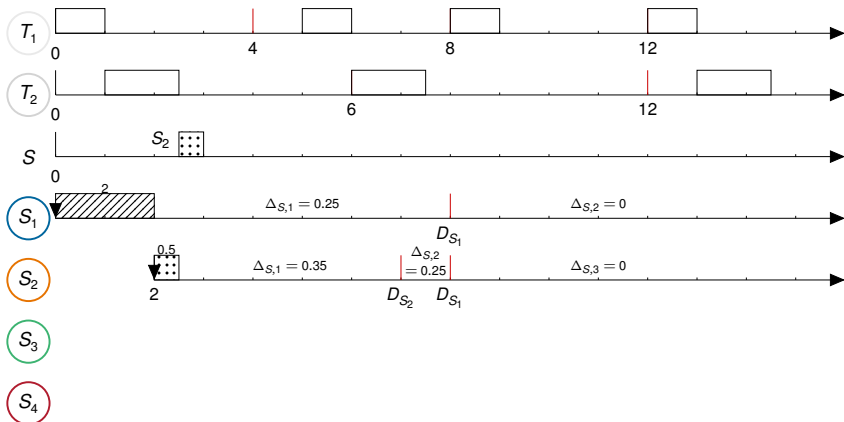 T1
0 4 8 12
T2
0 6 12
S S2
0
S1 2 ΔS,1 = 0.25 ΔS,2 = 0
DS1
S2 0.5 ΔS,1 = 0.35 ΔS,2 = 0.25 ΔS,3 = 0
2 DS2 DS1
S3
S4